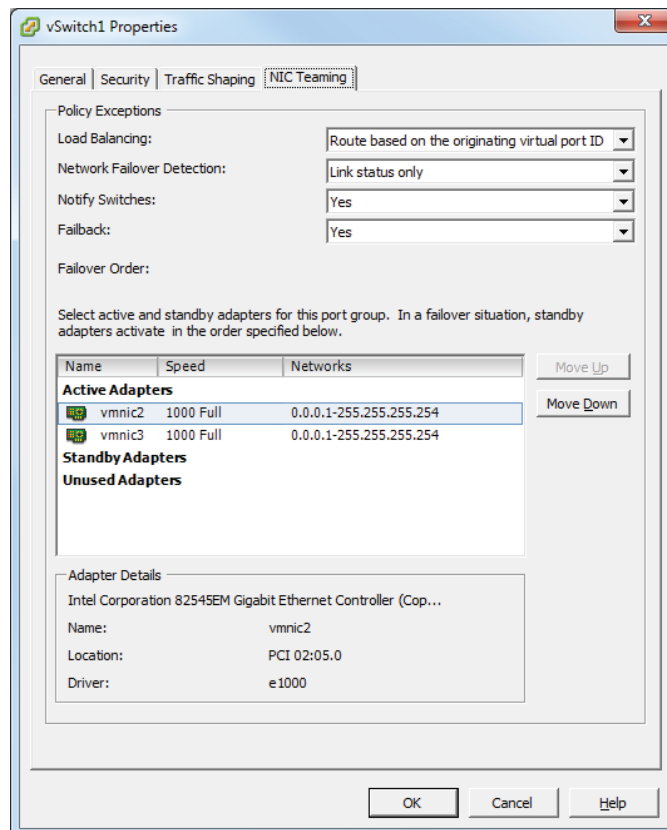 vSwitch1 Properties
General Security Traffic Shaping NIC Teaming
Policy Exceptions
Load Balancing: Route based on the originating virtual port ID
Network Failover Detection: Link status only
Notify Switches: Yes
Failback: Yes
Failover Order:
Select active and standby adapters for this port group. In a failover situation, standby
adapters activate in the order specified below.
Name Speed Networks Move Up
Active Adapters
vmnic2 1000 Full 0.0.0.1-255.255.255.254 Move Down
vmnic3 1000 Full 0.0.0.1-255.255.255.254
Standby Adapters
Unused Adapters
Adapter Details
Intel Corporation 82545EM Gigabit Ethernet Controller (Cop...
Name: vmnic2
Location: PCI 02:05.0
Driver: e1000
OK Cancel Help